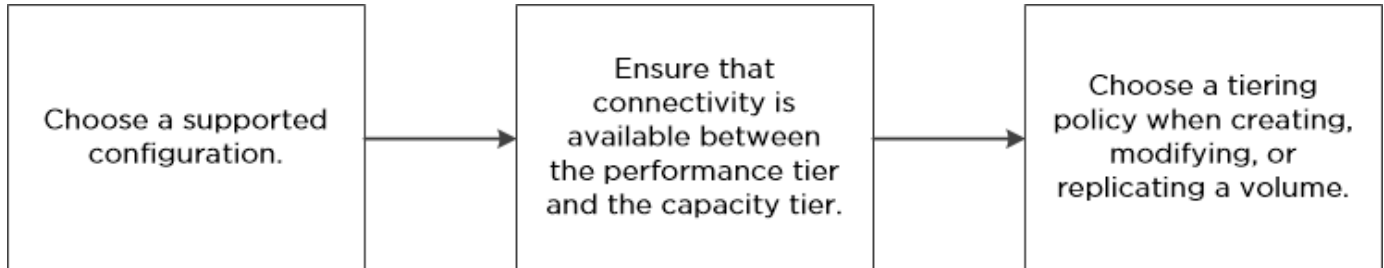 Choose a supported
configuration.
Ensure that
connectivity is
available between
the performance tier
and the capacity tier.
Choose a tiering
policy when creating,
modifying, or
replicating a volume.